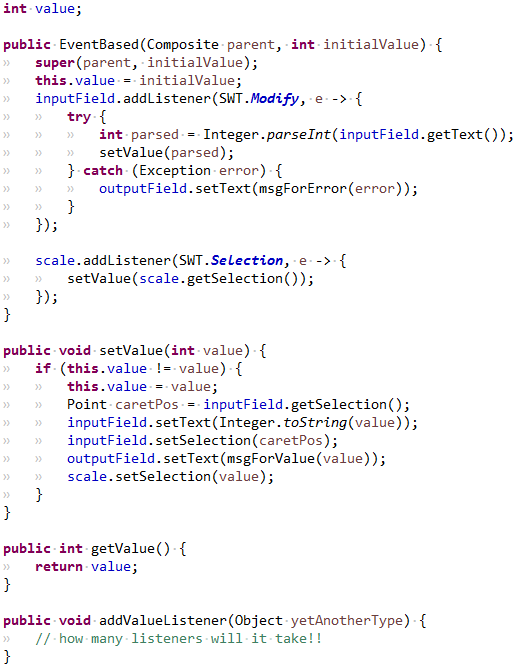 int value;
public EventBased(Composite parent, int initialValue) {
» super(parent, initialValue);
» this.value = initialValue;
» inputField.addListener(SWT.Modify, e -> {
» » try {
» » » int parsed = Integer.parseInt(inputField.getText());
» » » setValue(parsed);
» » } catch (Exception error) {
» » » outputField.setText(msgForError(error));
» » }
» });
» scale.addListener(SWT.Selection, e -> {
» » setValue(scale.getSelection());
» });
}
public void setValue(int value) {
» if (this.value != value) {
» » this.value = value;
» » Point caretPos = inputField.getSelection();
» » inputField.setText(Integer.toString(value));
» » inputField.setSelection(caretPos);
» » outputField.setText(msgForValue(value));
» » scale.setSelection(value);
» }
}
public int getValue() {
» return value;
}
public void addValueListener(Object yetAnotherType) {
» // how many listeners will it take!!
}